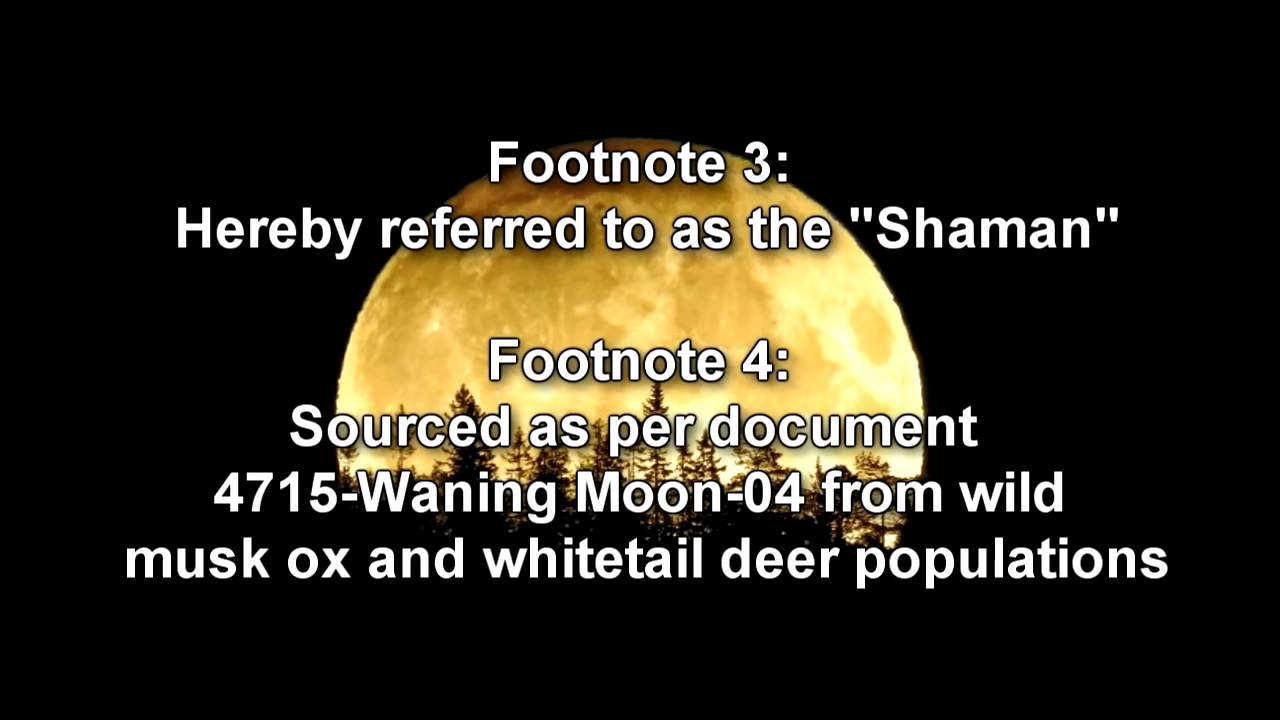 Footnote 3:
Hereby referred to as the "Shaman"
Footnote 4:
Sourced as per document
4715-Waning Moon-04 from wild
musk ox and whitetail deer populations